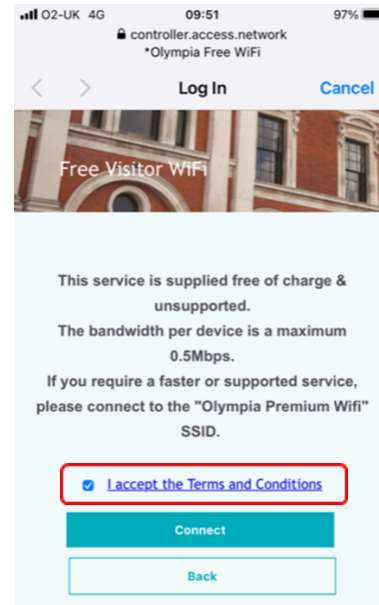 O2-UK 4G 09:51 97%
controller.access.network
*Olympia Free WiFi
< > Log In Cancel
Free Visitor WiFi
This service is supplied free of charge &
unsupported.
The bandwidth per device is a maximum
0.5Mbps.
If you require a faster or supported service,
please connect to the "Olympia Premium Wifi"
SSID.
I accept the Terms and Conditions
Connect
Back